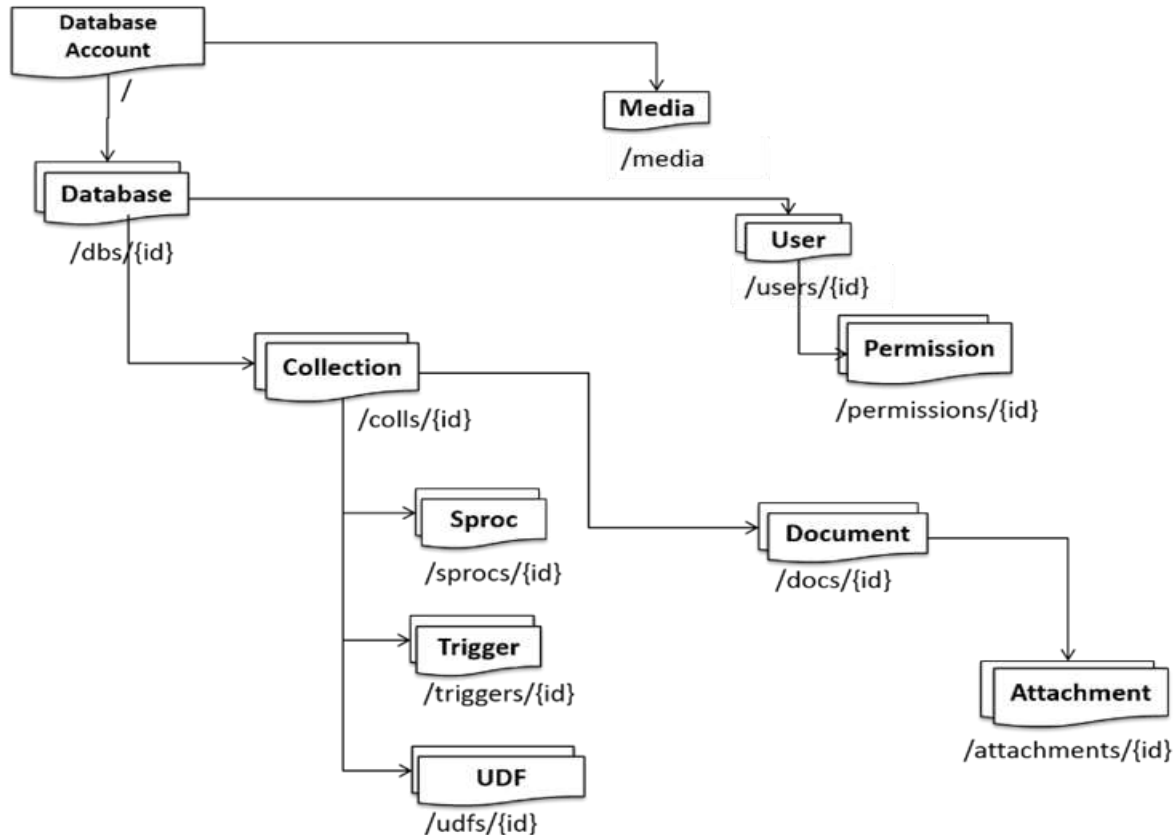 Database
Account
/
Media
/media
Database
/dbs/{id}
User
/users/{id}
Permission
/permissions/{id}
Collection
/colls/{id}
Sproc
/sprocs/{id}
Document
/docs/{id}
Trigger
/triggers/{id}
Attachment
/attachments/{id}
UDF
/udfs/{id}